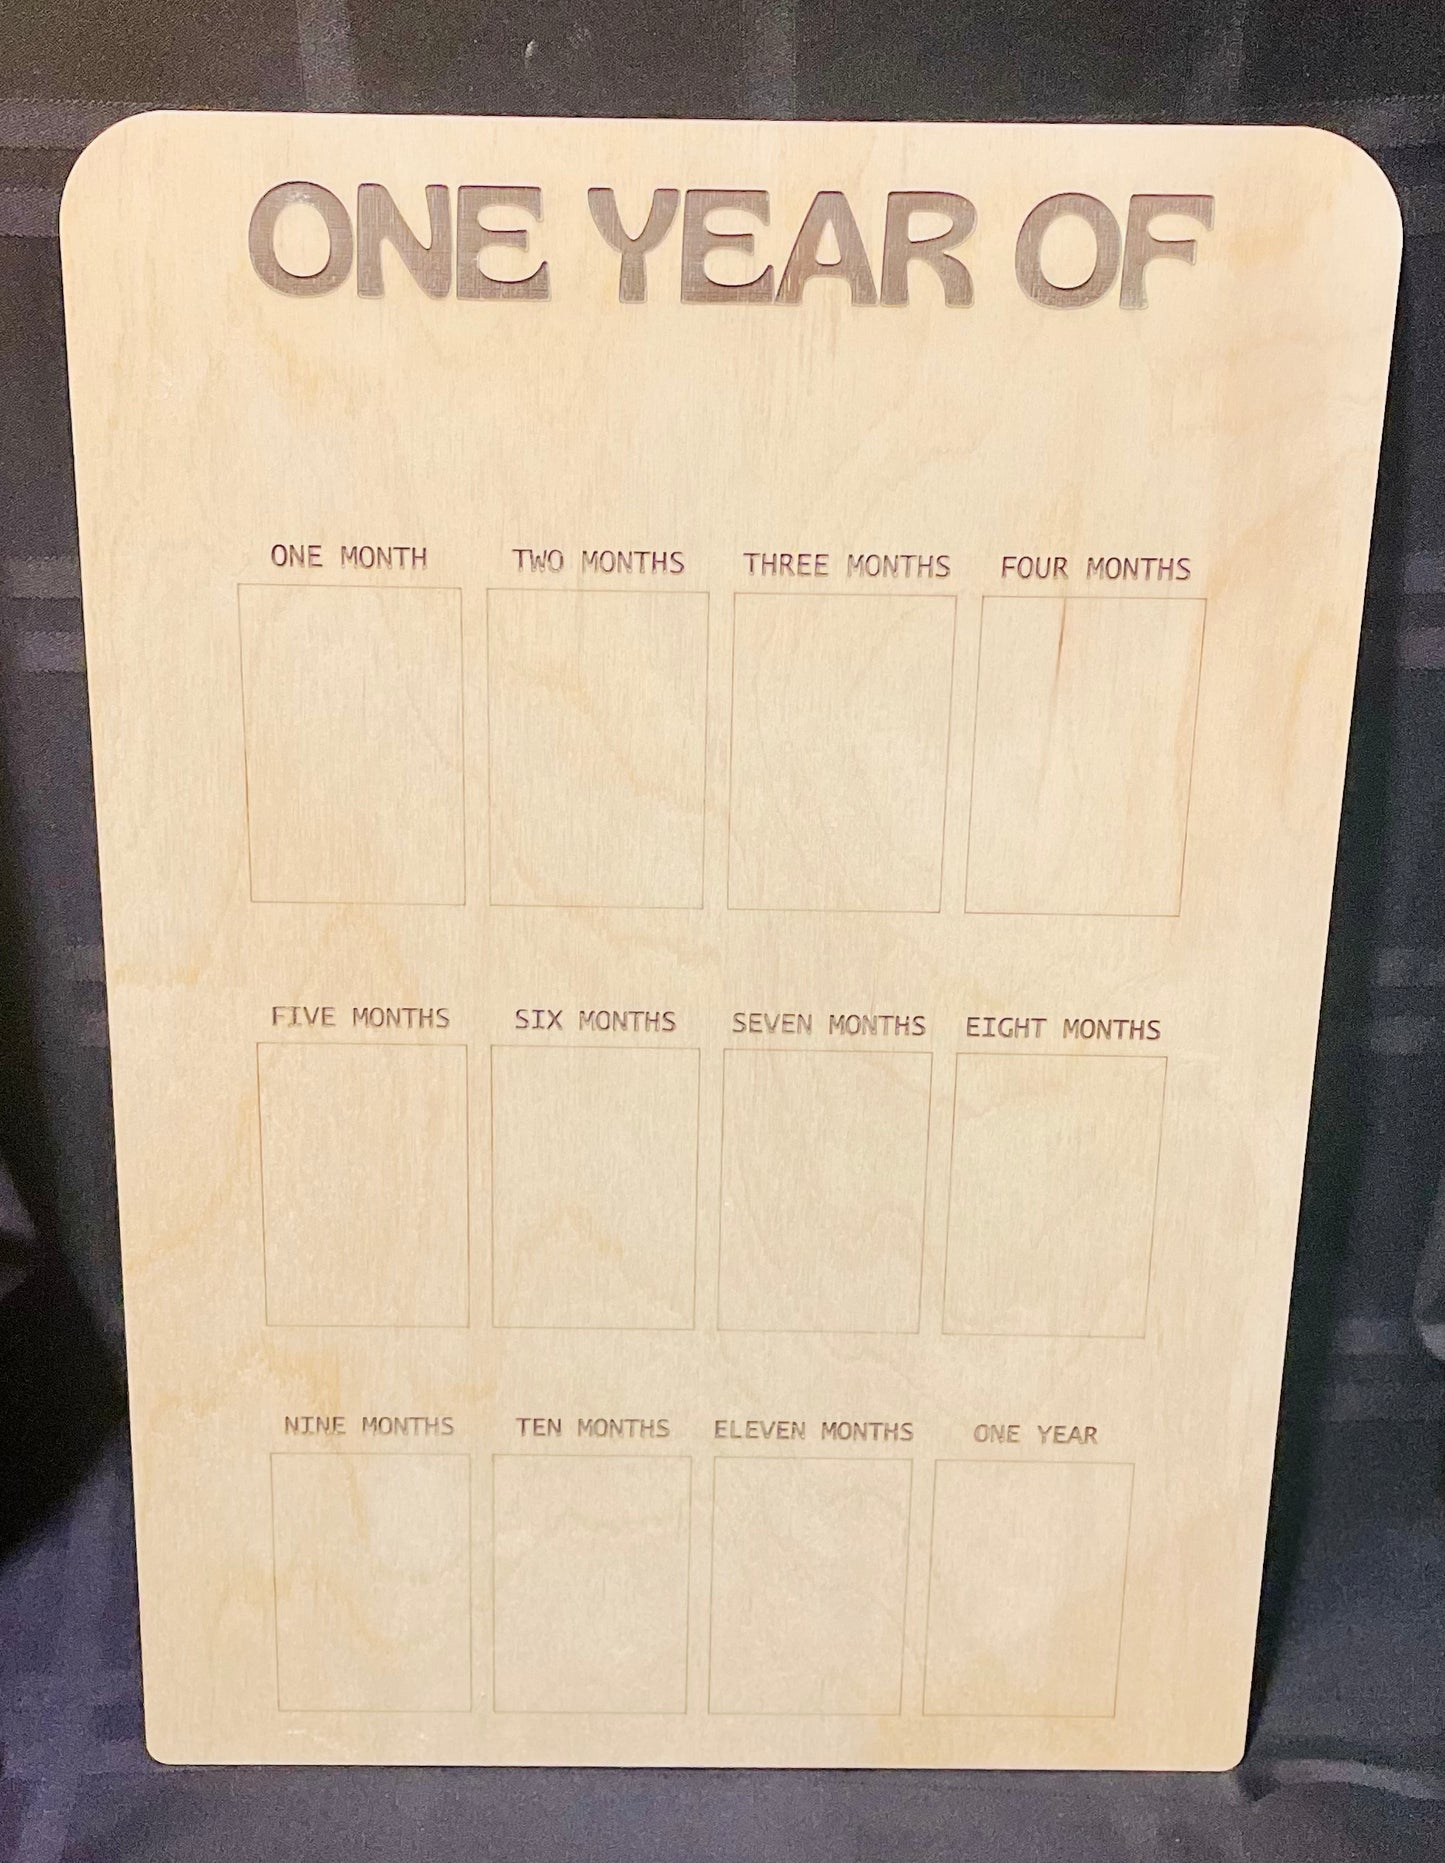 ONE YEAR OF
ONE MONTH TWO MONTHS THREE MONTHS FOUR MONTHS
FIVE MONTHS SIX MONTHS SEVEN MONTHS EIGHT MONTHS
NINE MONTHS TEN MONTHS ELEVEN MONTHS ONE YEAR